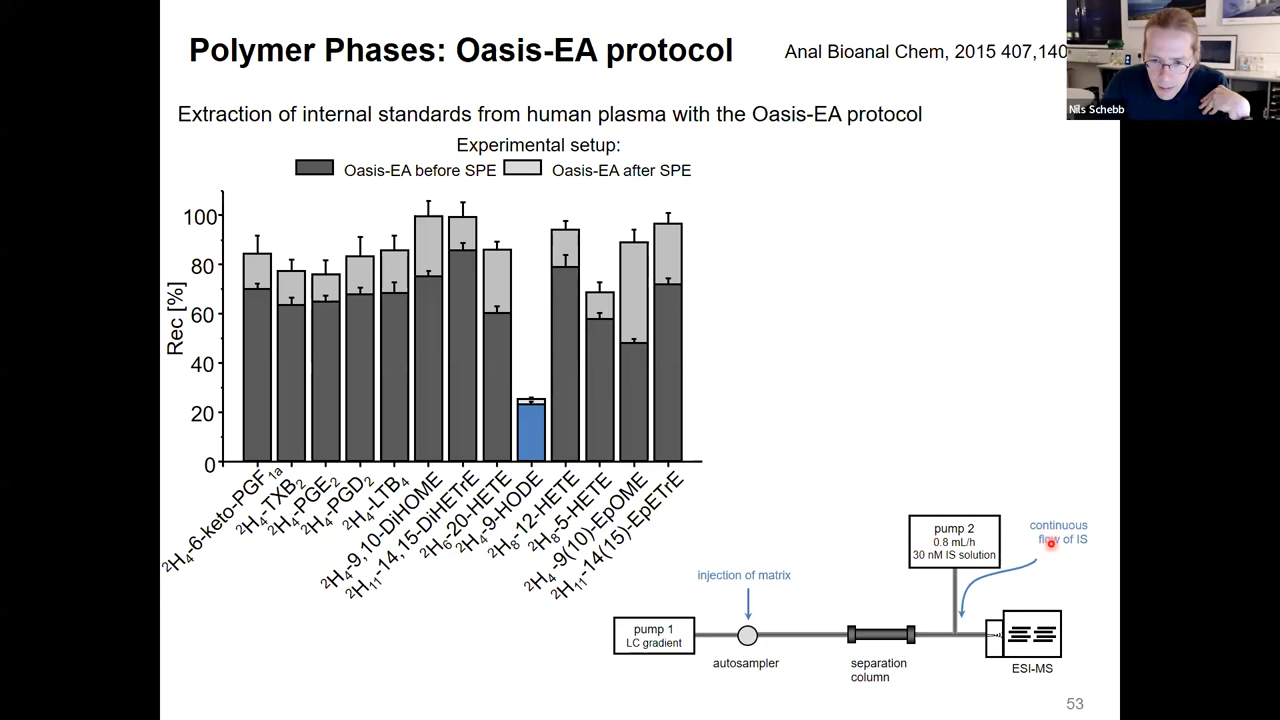 Polymer Phases: Oasis-EA protocol
Anal Bioanal Chem, 2015 407,140
Nils Schebb
Extraction of internal standards from human plasma with the Oasis-EA protocol
Experimental setup:
Oasis-EA before SPE
Oasis-EA after SPE
Rec [%]
100
80
60
40
20
0
²H₄-6-keto-PGF₁α
²H₄-TXB₂
²H₄-PGE₂
²H₄-PGD₂
²H₄-LTB₄
²H₄-9,10-DiHOME
²H₁₁-14,15-DiHETrE
²H₆-20-HETE
²H₄-9-HODE
²H₈-12-HETE
²H₈-5-HETE
²H₄-9(10)-EpOME
²H₁₁-14(15)-EpETrE
pump 2
0.8 mL/h
30 nM IS solution
continuous
flow of IS
injection of matrix
pump 1
LC gradient
autosampler
separation
column
ESI-MS
53